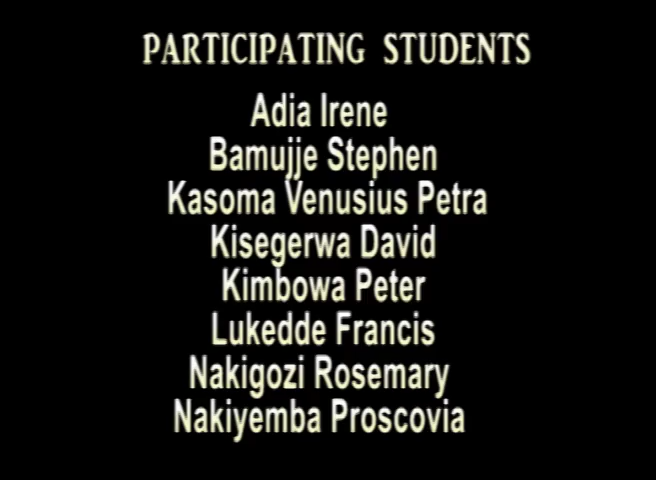 PARTICIPATING STUDENTS
Adia Irene
Bamujje Stephen
Kasoma Venusius Petra
Kisegerwa David
Kimbowa Peter
Lukedde Francis
Nakigozi Rosemary
Nakiyemba Proscovia